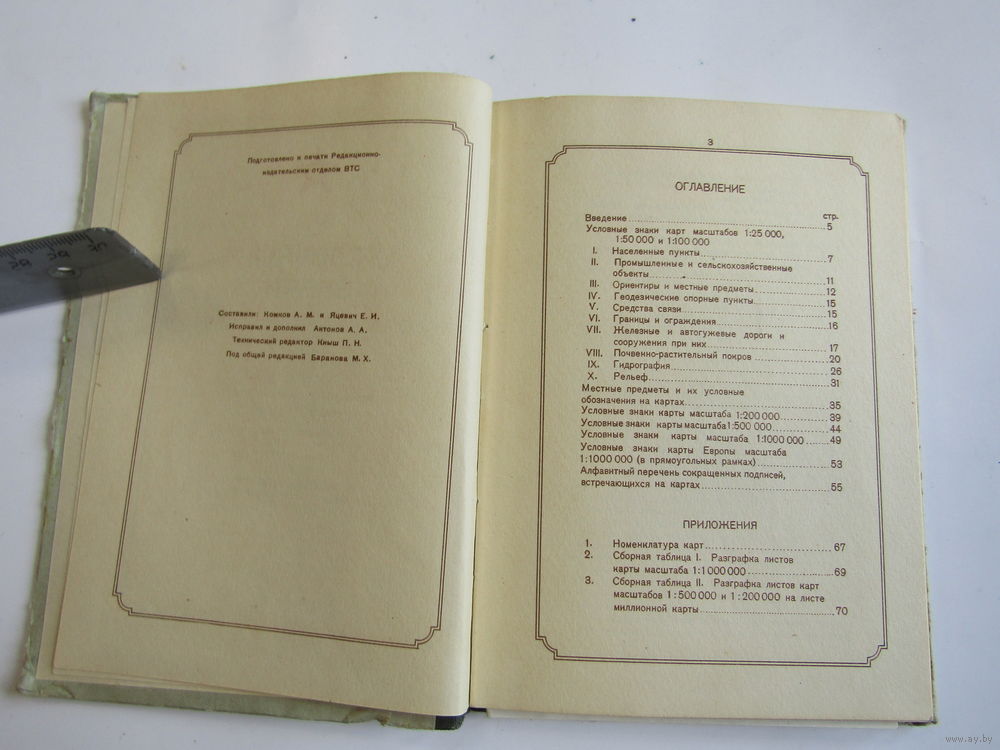 Подготовлено к печати Редакционно-
издательским отделом ВТС
Составили: Комков А. М. и Яцевич Е. И.
Исправил и дополнил Антонов А. А.
Технический редактор Кныш П. Н.
Под общей редакцией Баранова М. Х.
3
ОГЛАВЛЕНИЕ
стр.
Введение 5
Условные знаки карт масштабов 1:25 000,
1:50 000 и 1:100 000
I. Населенные пункты 7
II. Промышленные и сельскохозяйственные
объекты 11
III. Ориентиры и местные предметы 12
IV. Геодезические опорные пункты 15
V. Средства связи 15
VI. Границы и ограждения 16
VII. Железные и автогужевые дороги и
сооружения при них 17
VIII. Почвенно-растительный покров 20
IX. Гидрография 26
X. Рельеф 31
Местные предметы и их условные
обозначения на картах 35
Условные знаки карты масштаба 1:200 000 39
Условные знаки карты масштаба 1:500 000 44
Условные знаки карты масштаба 1:1000 000 49
Условные знаки карты Европы масштаба
1:1000 000 (в прямоугольных рамках) 53
Алфавитный перечень сокращенных подписей,
встречающихся на картах 55
ПРИЛОЖЕНИЯ
1. Номенклатура карт 67
2. Сборная таблица I. Разграфка листов
карты масштаба 1:1 000 000 69
3. Сборная таблица II. Разграфка листов карт
масштабов 1:500 000 и 1:200 000 на листе
миллионной карты 70
www.ay.by